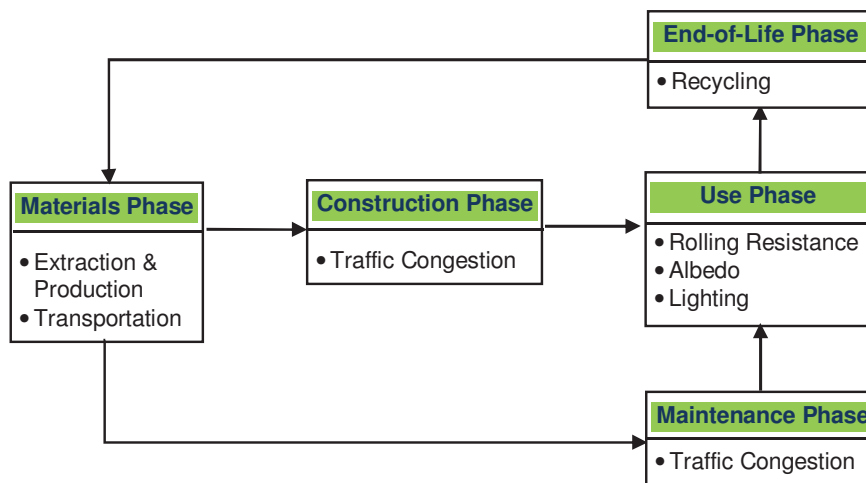 End-of-Life Phase
• Recycling
Materials Phase
• Extraction &
Production
• Transportation
Construction Phase
• Traffic Congestion
Use Phase
• Rolling Resistance
• Albedo
• Lighting
Maintenance Phase
• Traffic Congestion